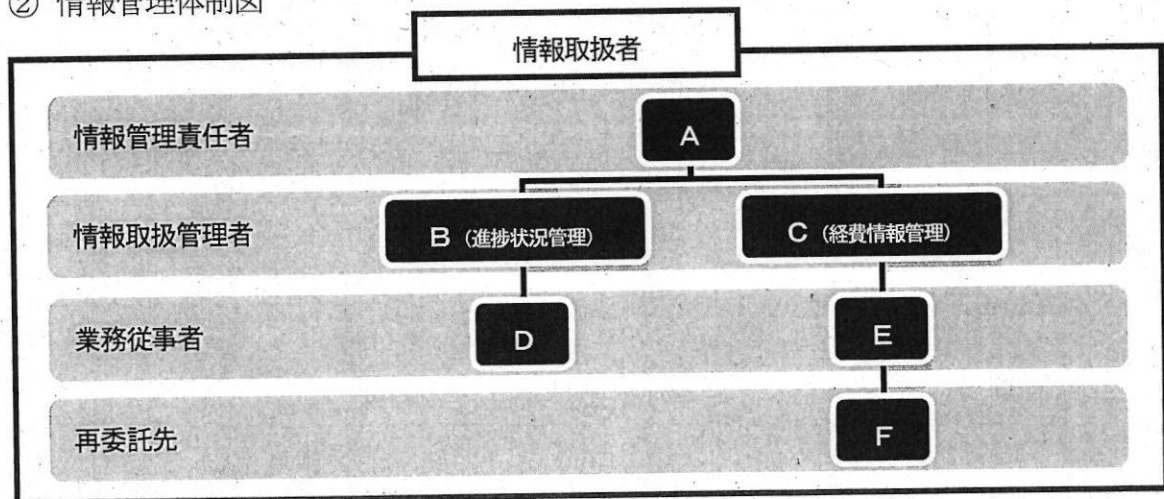 ② 情報管理体制図
情報取扱者
情報管理責任者
A
情報取扱管理者
B（進捗状況管理）
C（経費情報管理）
業務従事者
D
E
再委託先
F